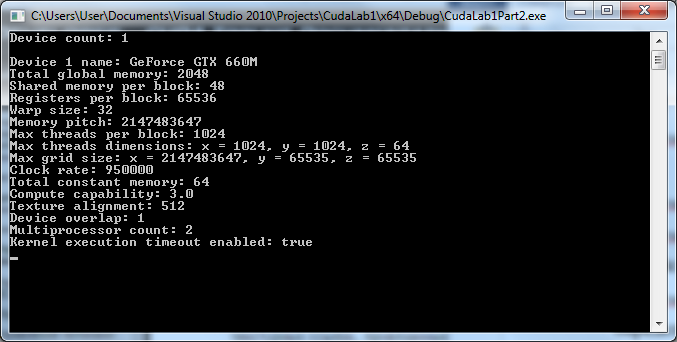 C:\Users\User\Documents\Visual Studio 2010\Projects\CudaLab1\x64\Debug\CudaLab1Part2.exe
Device count: 1
Device 1 name: GeForce GTX 660M
Total global memory: 2048
Shared memory per block: 48
Registers per block: 65536
Warp size: 32
Memory pitch: 2147483647
Max threads per block: 1024
Max threads dimensions: x = 1024, y = 1024, z = 64
Max grid size: x = 2147483647, y = 65535, z = 65535
Clock rate: 950000
Total constant memory: 64
Compute capability: 3.0
Texture alignment: 512
Device overlap: 1
Multiprocessor count: 2
Kernel execution timeout enabled: true